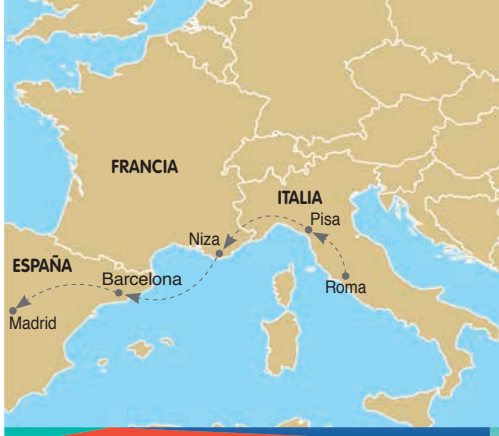 FRANCIA
ITALIA
Pisa
Niza
ESPAÑA
Barcelona
Roma
Madrid